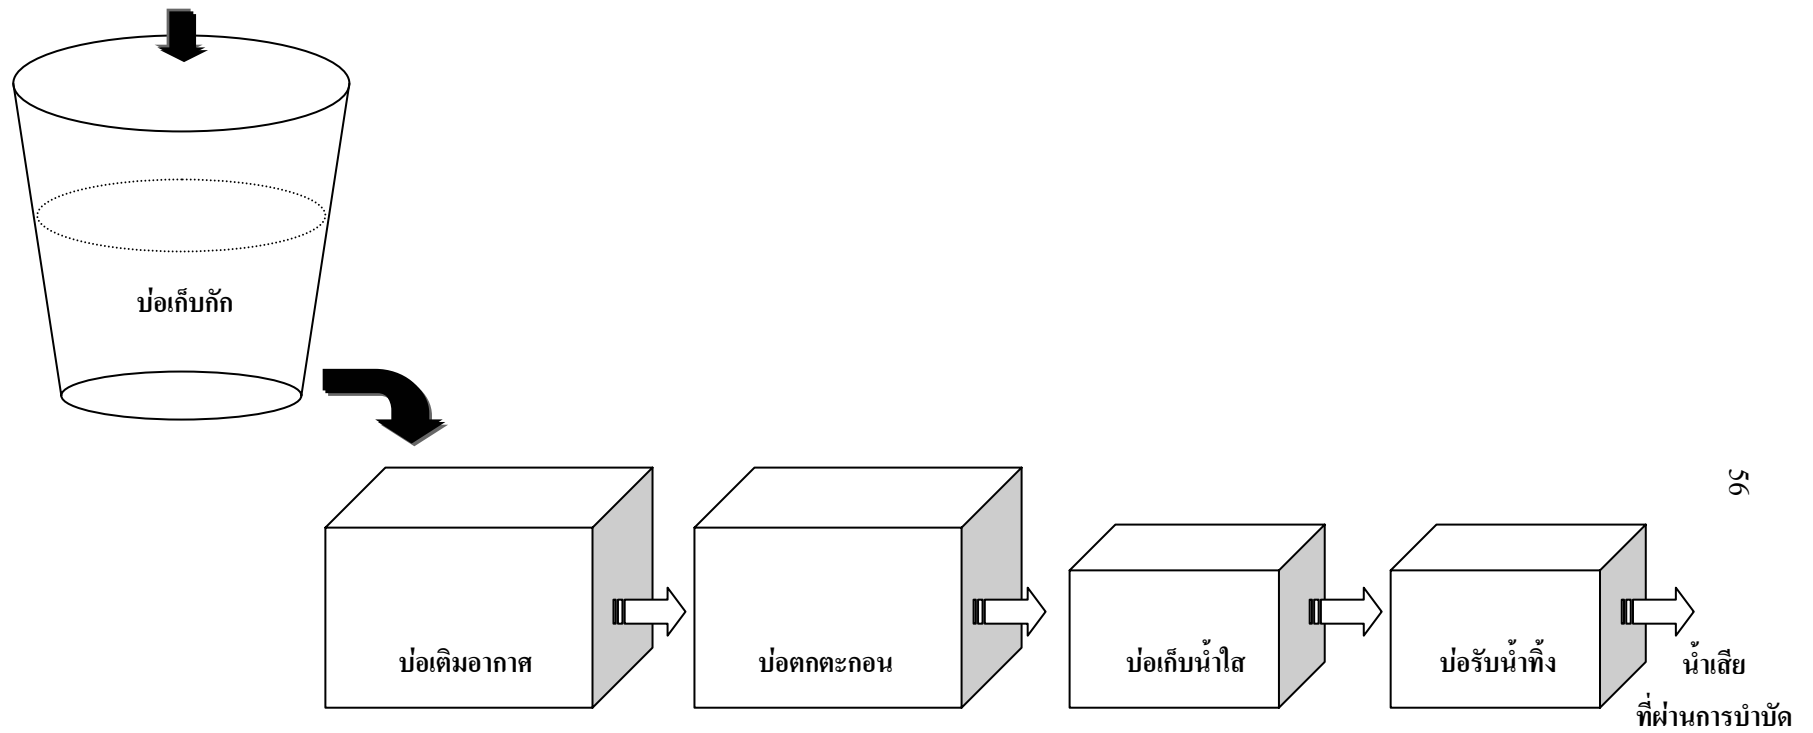 บ่อเก็บกัก
56
บ่อเติมอากาศ
บ่อตกตะกอน
บ่อเก็บน้ำใส
บ่อรับน้ำทิ้ง
น้ำเสีย
ที่ผ่านการบำบัด